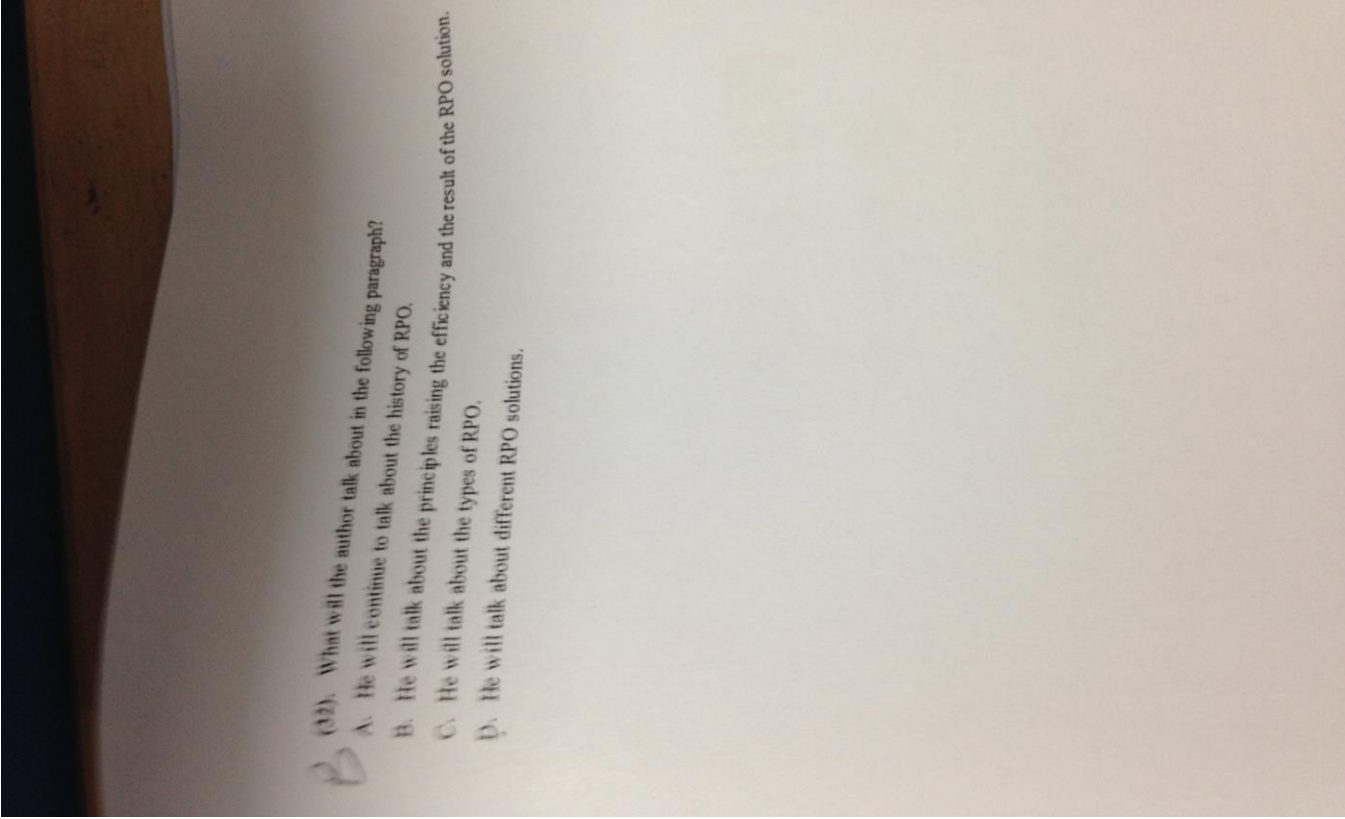 B (32). What will the author talk about in the following paragraph?
A. He will continue to talk about the history of RPO.
B. He will talk about the principles raising the efficiency and the result of the RPO solution.
C. He will talk about the types of RPO.
D. He will talk about different RPO solutions.